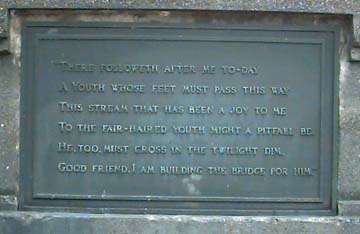 "There followeth after me to-day
A Youth whose feet must pass this way
This stream that has been a joy to me
To the fair-haired youth might a pitfall be.
He, too, must cross in the twilight dim,
Good friend, I am building the bridge for him."